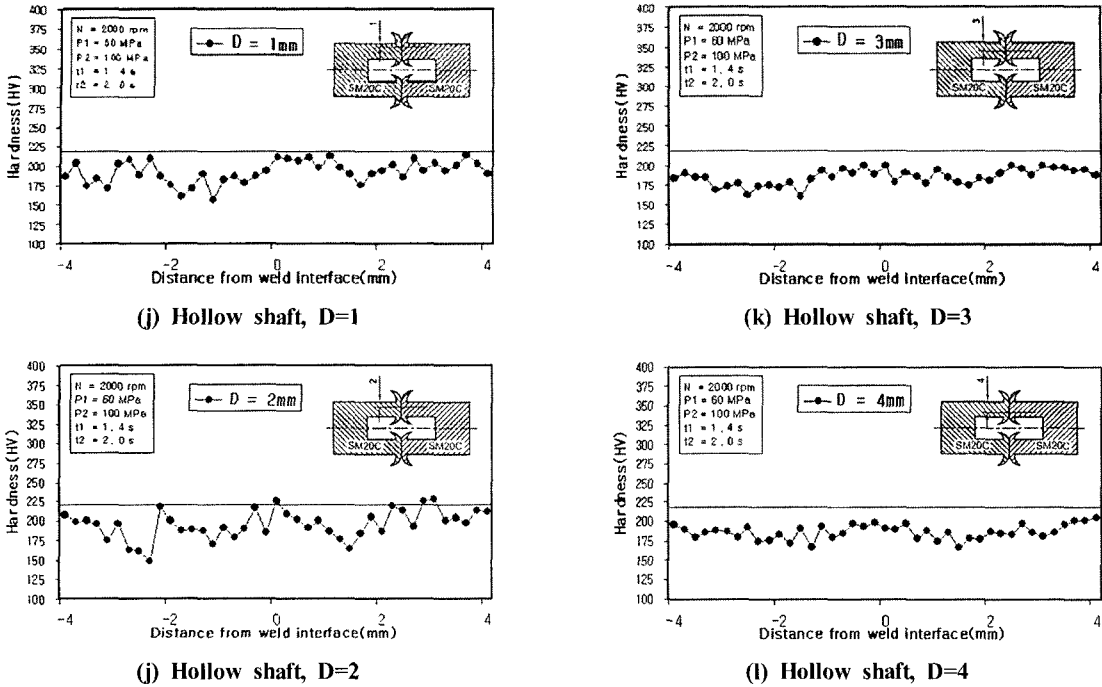 400
375
350
325
300
275
250
225
200
175
150
125
100
Hardness(HV)
N = 2000 rpm
P1 = 60 MPa
P2 = 100 MPa
t1 = 1.4 s
t2 = 2.0 s
D = 1mm
1
SM20C
SM20C
-4
-2
0
2
4
Distance from weld interface(mm)
(j) Hollow shaft, D=1
400
375
350
325
300
275
250
225
200
175
150
125
100
Hardness(HV)
N = 2000 rpm
P1 = 60 MPa
P2 = 100 MPa
t1 = 1.4 s
t2 = 2.0 s
D = 3mm
3
SM20C
SM20C
-4
-2
0
2
4
Distance from weld interface(mm)
(k) Hollow shaft, D=3
400
375
350
325
300
275
250
225
200
175
150
125
100
Hardness(HV)
N = 2000 rpm
P1 = 60 MPa
P2 = 100 MPa
t1 = 1.4 s
t2 = 2.0 s
D = 2mm
2
SM20C
SM20C
-4
-2
0
2
4
Distance from weld interface(mm)
(j) Hollow shaft, D=2
400
375
350
325
300
275
250
225
200
175
150
125
100
Hardness(HV)
N = 2000 rpm
P1 = 60 MPa
P2 = 100 MPa
t1 = 1.4 s
t2 = 2.0 s
D = 4mm
4
SM20C
SM20C
-4
-2
0
2
4
Distance from weld interface(mm)
(l) Hollow shaft, D=4